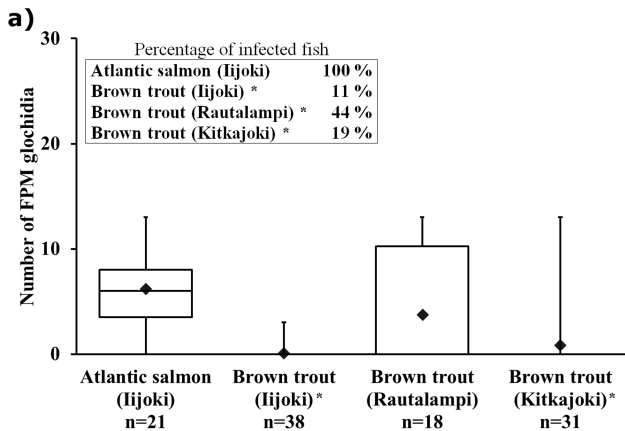 a)
30
Percentage of infected fish
Atlantic salmon (Iijoki) 100 %
Brown trout (Iijoki) * 11 %
Brown trout (Rautalampi) * 44 %
Brown trout (Kitkajoki) * 19 %
20
Number of FPM glochidia
10
0
Atlantic salmon Brown trout Brown trout Brown trout
(Iijoki) (Iijoki) * (Rautalampi) (Kitkajoki) *
n=21 n=38 n=18 n=31